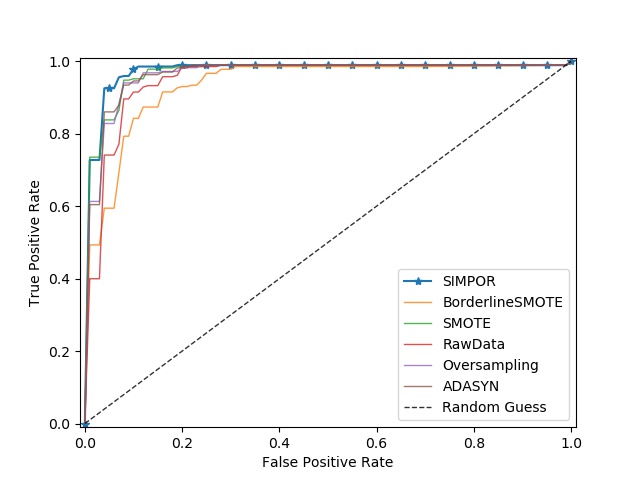 1.0
0.8
0.6
0.4
0.2
0.0
True Positive Rate
0.0 0.2 0.4 0.6 0.8 1.0
False Positive Rate
SIMPOR
BorderlineSMOTE
SMOTE
RawData
Oversampling
ADASYN
Random Guess